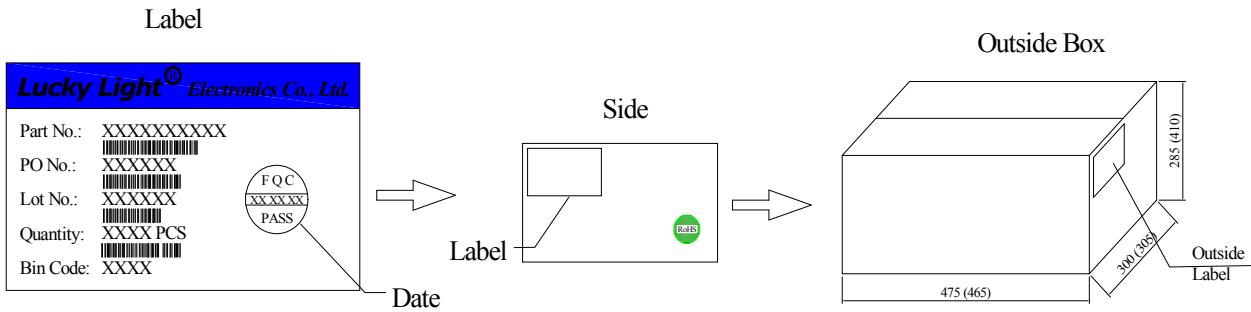 Label
Lucky Light® Electronics Co., Ltd.
Part No.: XXXXXXXXXX
PO No.: XXXXXX
Lot No.: XXXXXX
Quantity: XXXX PCS
Bin Code: XXXX
F Q C
XX XX XX
PASS
Date
Side
RoHS
Label
Outside Box
285 (410)
300 (305)
475 (465)
Outside
Label